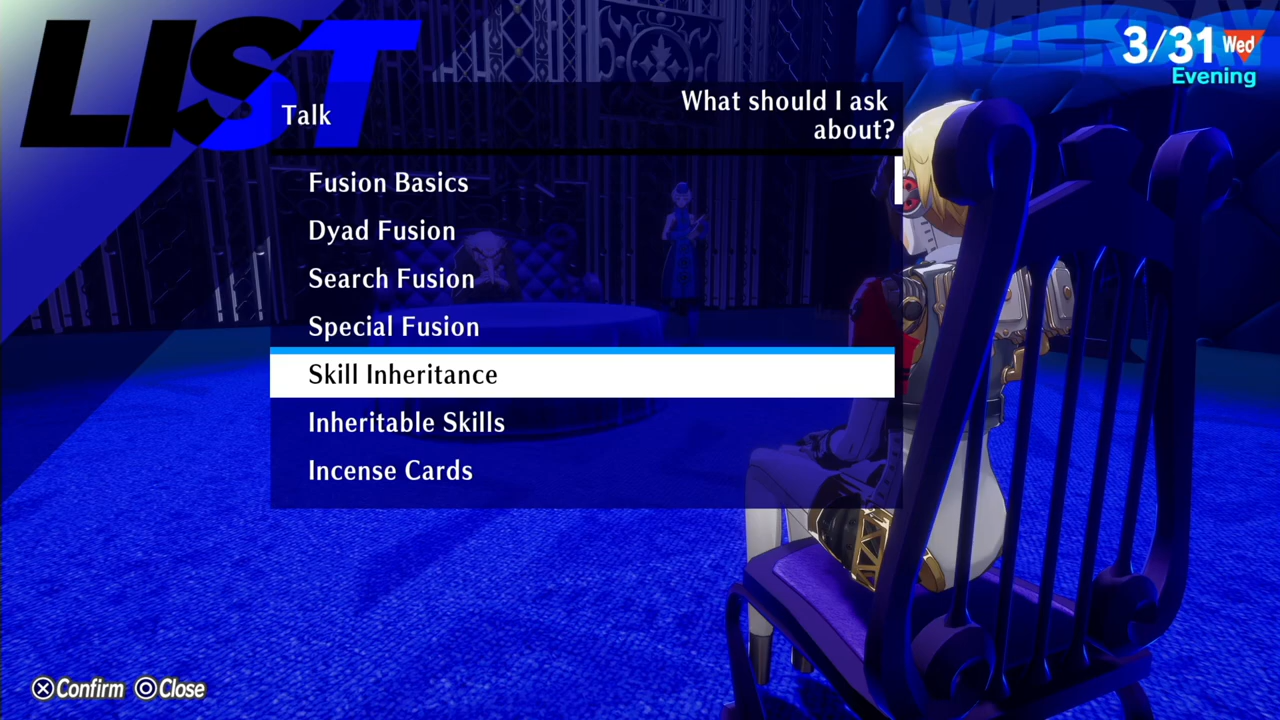 LIST
WEEKDAY
3/31 Wed
Evening
Talk
What should I ask
about?
Fusion Basics
Dyad Fusion
Search Fusion
Special Fusion
Skill Inheritance
Inheritable Skills
Incense Cards
Confirm Close